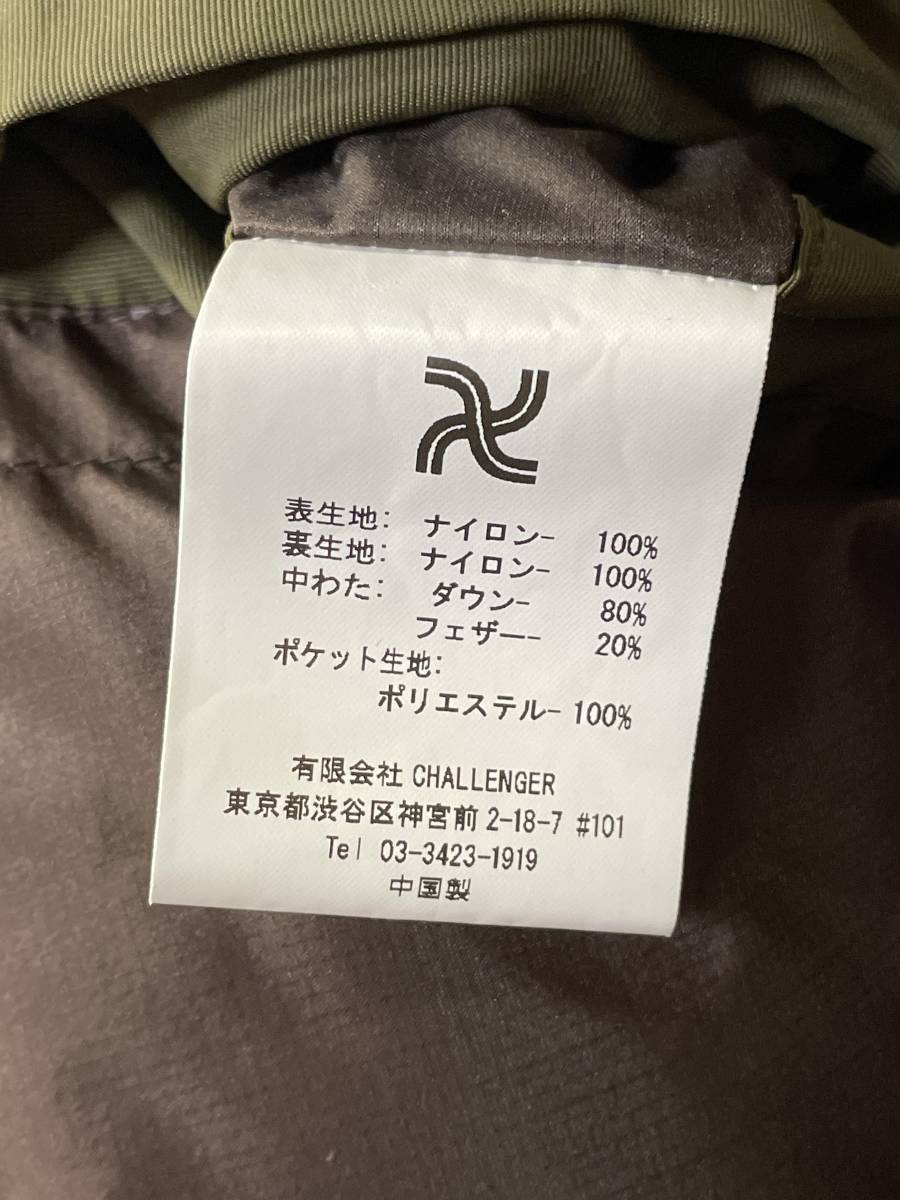 表生地: ナイロン- 100%
裏生地: ナイロン- 100%
中わた: ダウン- 80%
フェザー- 20%
ポケット生地:
ポリエステル- 100%
有限会社 CHALLENGER
東京都渋谷区神宮前 2-18-7 #101
Tel 03-3423-1919
中国製